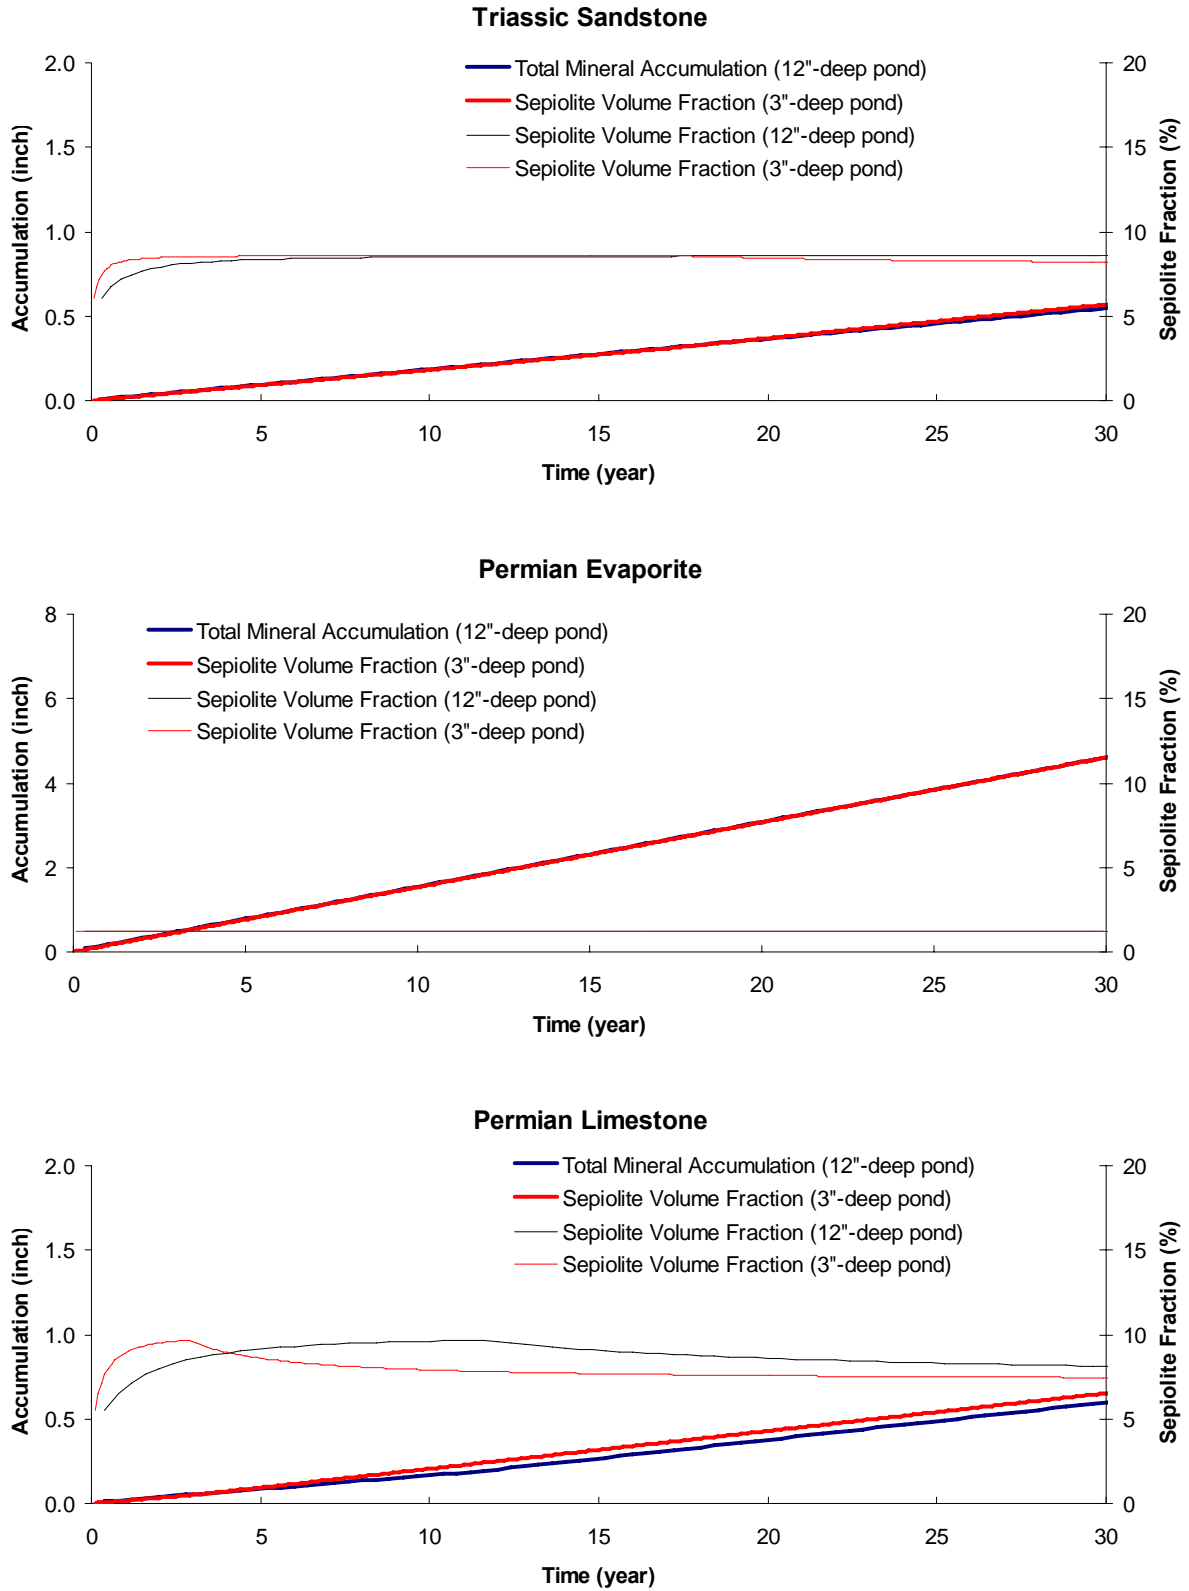 Triassic Sandstone
Total Mineral Accumulation (12"-deep pond)
Sepiolite Volume Fraction (3"-deep pond)
Sepiolite Volume Fraction (12"-deep pond)
Sepiolite Volume Fraction (3"-deep pond)
Accumulation (inch)
2.0
1.5
1.0
0.5
0.0
Sepiolite Fraction (%)
20
15
10
5
0
0 5 10 15 20 25 30
Time (year)
Permian Evaporite
Total Mineral Accumulation (12"-deep pond)
Sepiolite Volume Fraction (3"-deep pond)
Sepiolite Volume Fraction (12"-deep pond)
Sepiolite Volume Fraction (3"-deep pond)
Accumulation (inch)
8
6
4
2
0
Sepiolite Fraction (%)
20
15
10
5
0
0 5 10 15 20 25 30
Time (year)
Permian Limestone
Total Mineral Accumulation (12"-deep pond)
Sepiolite Volume Fraction (3"-deep pond)
Sepiolite Volume Fraction (12"-deep pond)
Sepiolite Volume Fraction (3"-deep pond)
Accumulation (inch)
2.0
1.5
1.0
0.5
0.0
Sepiolite Fraction (%)
20
15
10
5
0
0 5 10 15 20 25 30
Time (year)